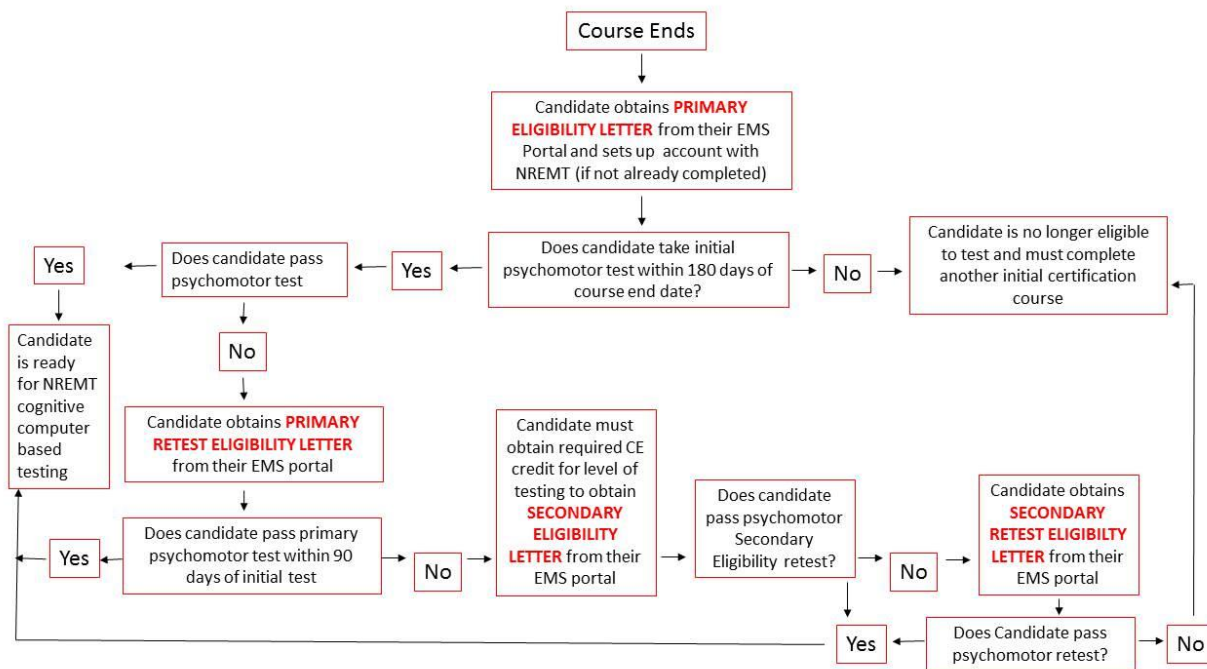 Course Ends
Candidate obtains PRIMARY
ELIGIBILITY LETTER from their EMS
Portal and sets up account with
NREMT (if not already completed)
Yes
Does candidate pass
psychomotor test
Yes
Does candidate take initial
psychomotor test within 180 days of
course end date?
No
Candidate is no longer eligible
to test and must complete
another initial certification
course
Candidate
is ready
for NREMT
cognitive
computer
based
testing
No
Candidate obtains PRIMARY
RETEST ELIGIBILITY LETTER
from their EMS portal
Candidate must
obtain required CE
credit for level of
testing to obtain
SECONDARY
ELIGIBILITY
LETTER from their
EMS portal
Does candidate
pass psychomotor
Secondary
Eligibility retest?
Candidate obtains
SECONDARY
RETEST ELIGIBILTY
LETTER from their
EMS portal
Yes
Does candidate pass primary
psychomotor test within 90
days of initial test
No
No
Yes
Does Candidate pass
psychomotor retest?
No